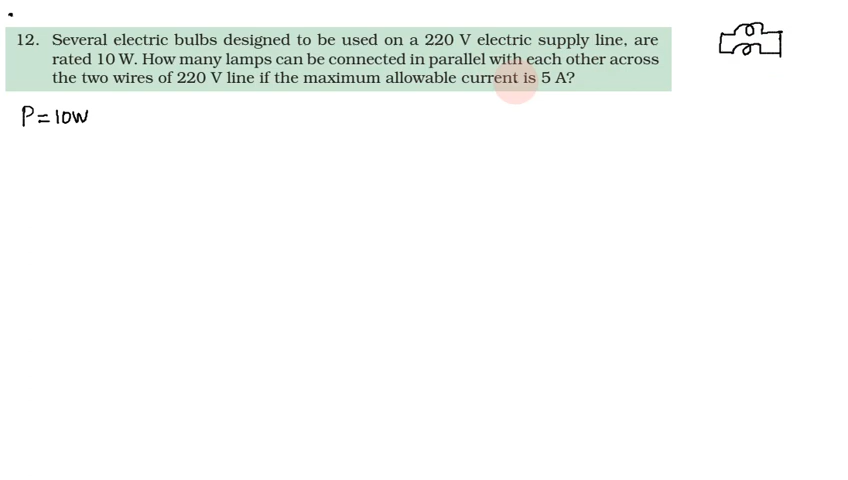 12. Several electric bulbs designed to be used on a 220 V electric supply line, are
rated 10 W. How many lamps can be connected in parallel with each other across
the two wires of 220 V line if the maximum allowable current is 5 A?
P = 10W